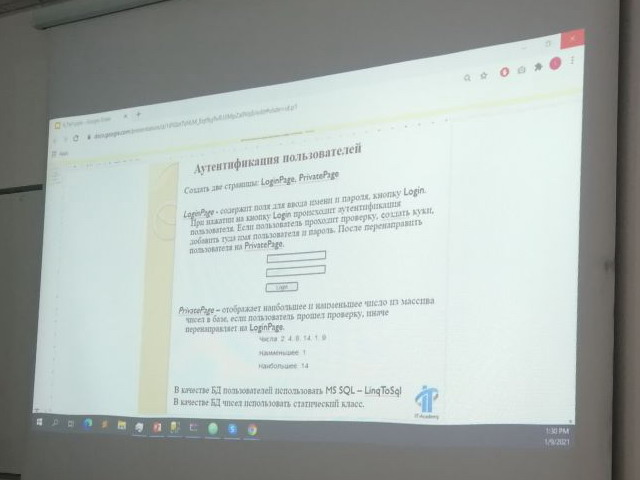 Аутентификация пользователей
Создать две страницы: LoginPage, PrivatePage
LoginPage - содержит поля для ввода имени и пароля, кнопку Login.
При нажатии на кнопку Login происходит аутентификация
пользователя. Если пользователь проходит проверку, создать куки,
добавить туда имя пользователя и пароль. После перенаправить
пользователя на PrivatePage.
Login
PrivatePage – отображает наибольшее и наименьшее число из массива
чисел в базе, если пользователь прошел проверку, иначе
перенаправляет на LoginPage.
Числа: 2, 4, 6, 14, 1, 9
Наименьшее: 1
Наибольшее: 14
В качестве БД пользователей использовать MS SQL – LinqToSql
В качестве БД чисел использовать статический класс.
IT-Academy
1:30 PM
1/9/2021